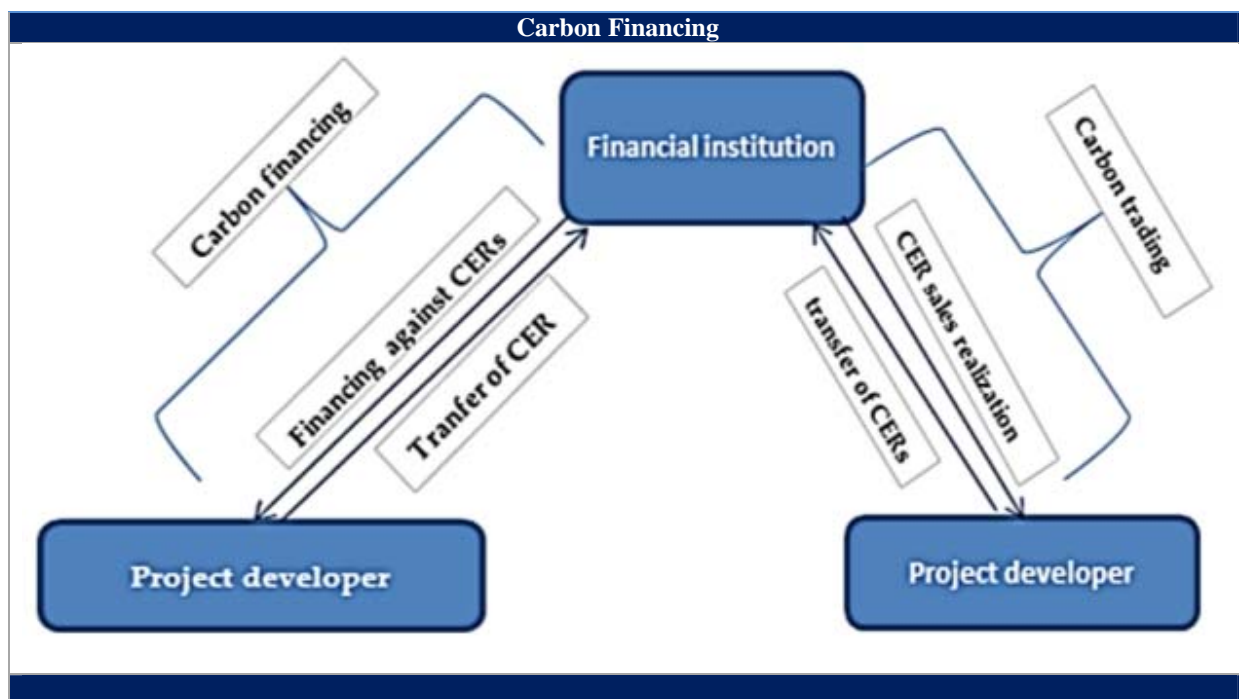 Carbon Financing
Carbon financing
Financial institution
Carbon trading
Financing against CERs
Tranfer of CER
transfer of CERs
CER sales realization
Project developer
Project developer